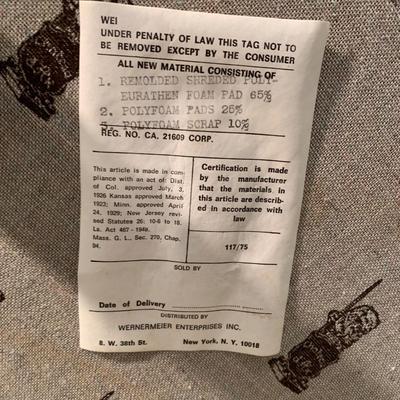 WEI
UNDER PENALTY OF LAW THIS TAG NOT TO
BE REMOVED EXCEPT BY THE CONSUMER
ALL NEW MATERIAL CONSISTING OF
1. REMOLDED SHREDED POLY-
EURATHEN FOAM PAD 65%
2. POLYFOAM PADS 25%
3. POLYFOAM SCRAP 10%
REG. NO. CA, 21609 CORP.
This article is made in com-
pliance with an act of: Dist.
of Col. approved July, 3,
1926 Kansas approved March
1923; Minn. approved April
24, 1929; New Jersey revi-
sed Statutes 26: 10-6 to 18.
La. Act 467 - 1948.
Mass. G. L., Sec. 270, Chap.
94.
Certification is made
by the manufacturer
that the materials in
this article are describ-
ed in accordance with
law
117/75
SOLD BY
Date of Delivery
DISTRIBUTED BY
WERNERMEIER ENTERPRISES INC.
8. W. 38th St. New York, N. Y. 10018